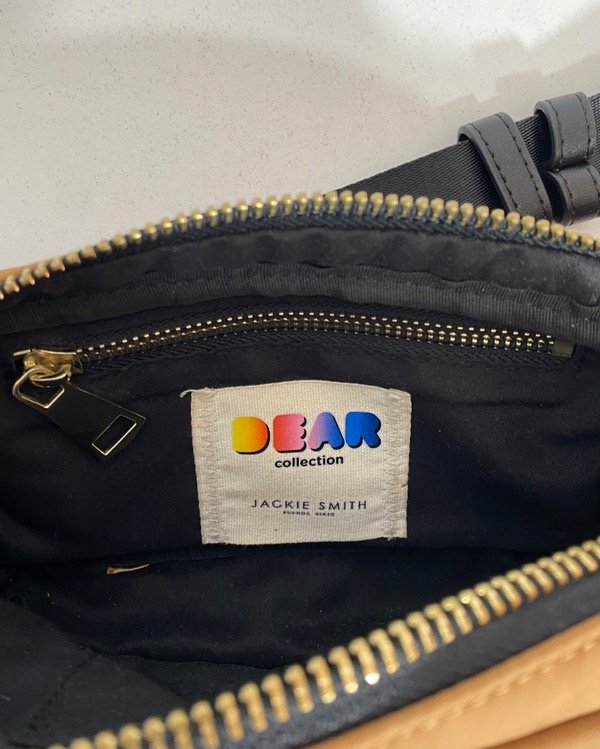 DEAR
collection
JACKIE SMITH
BUENOS AIRES